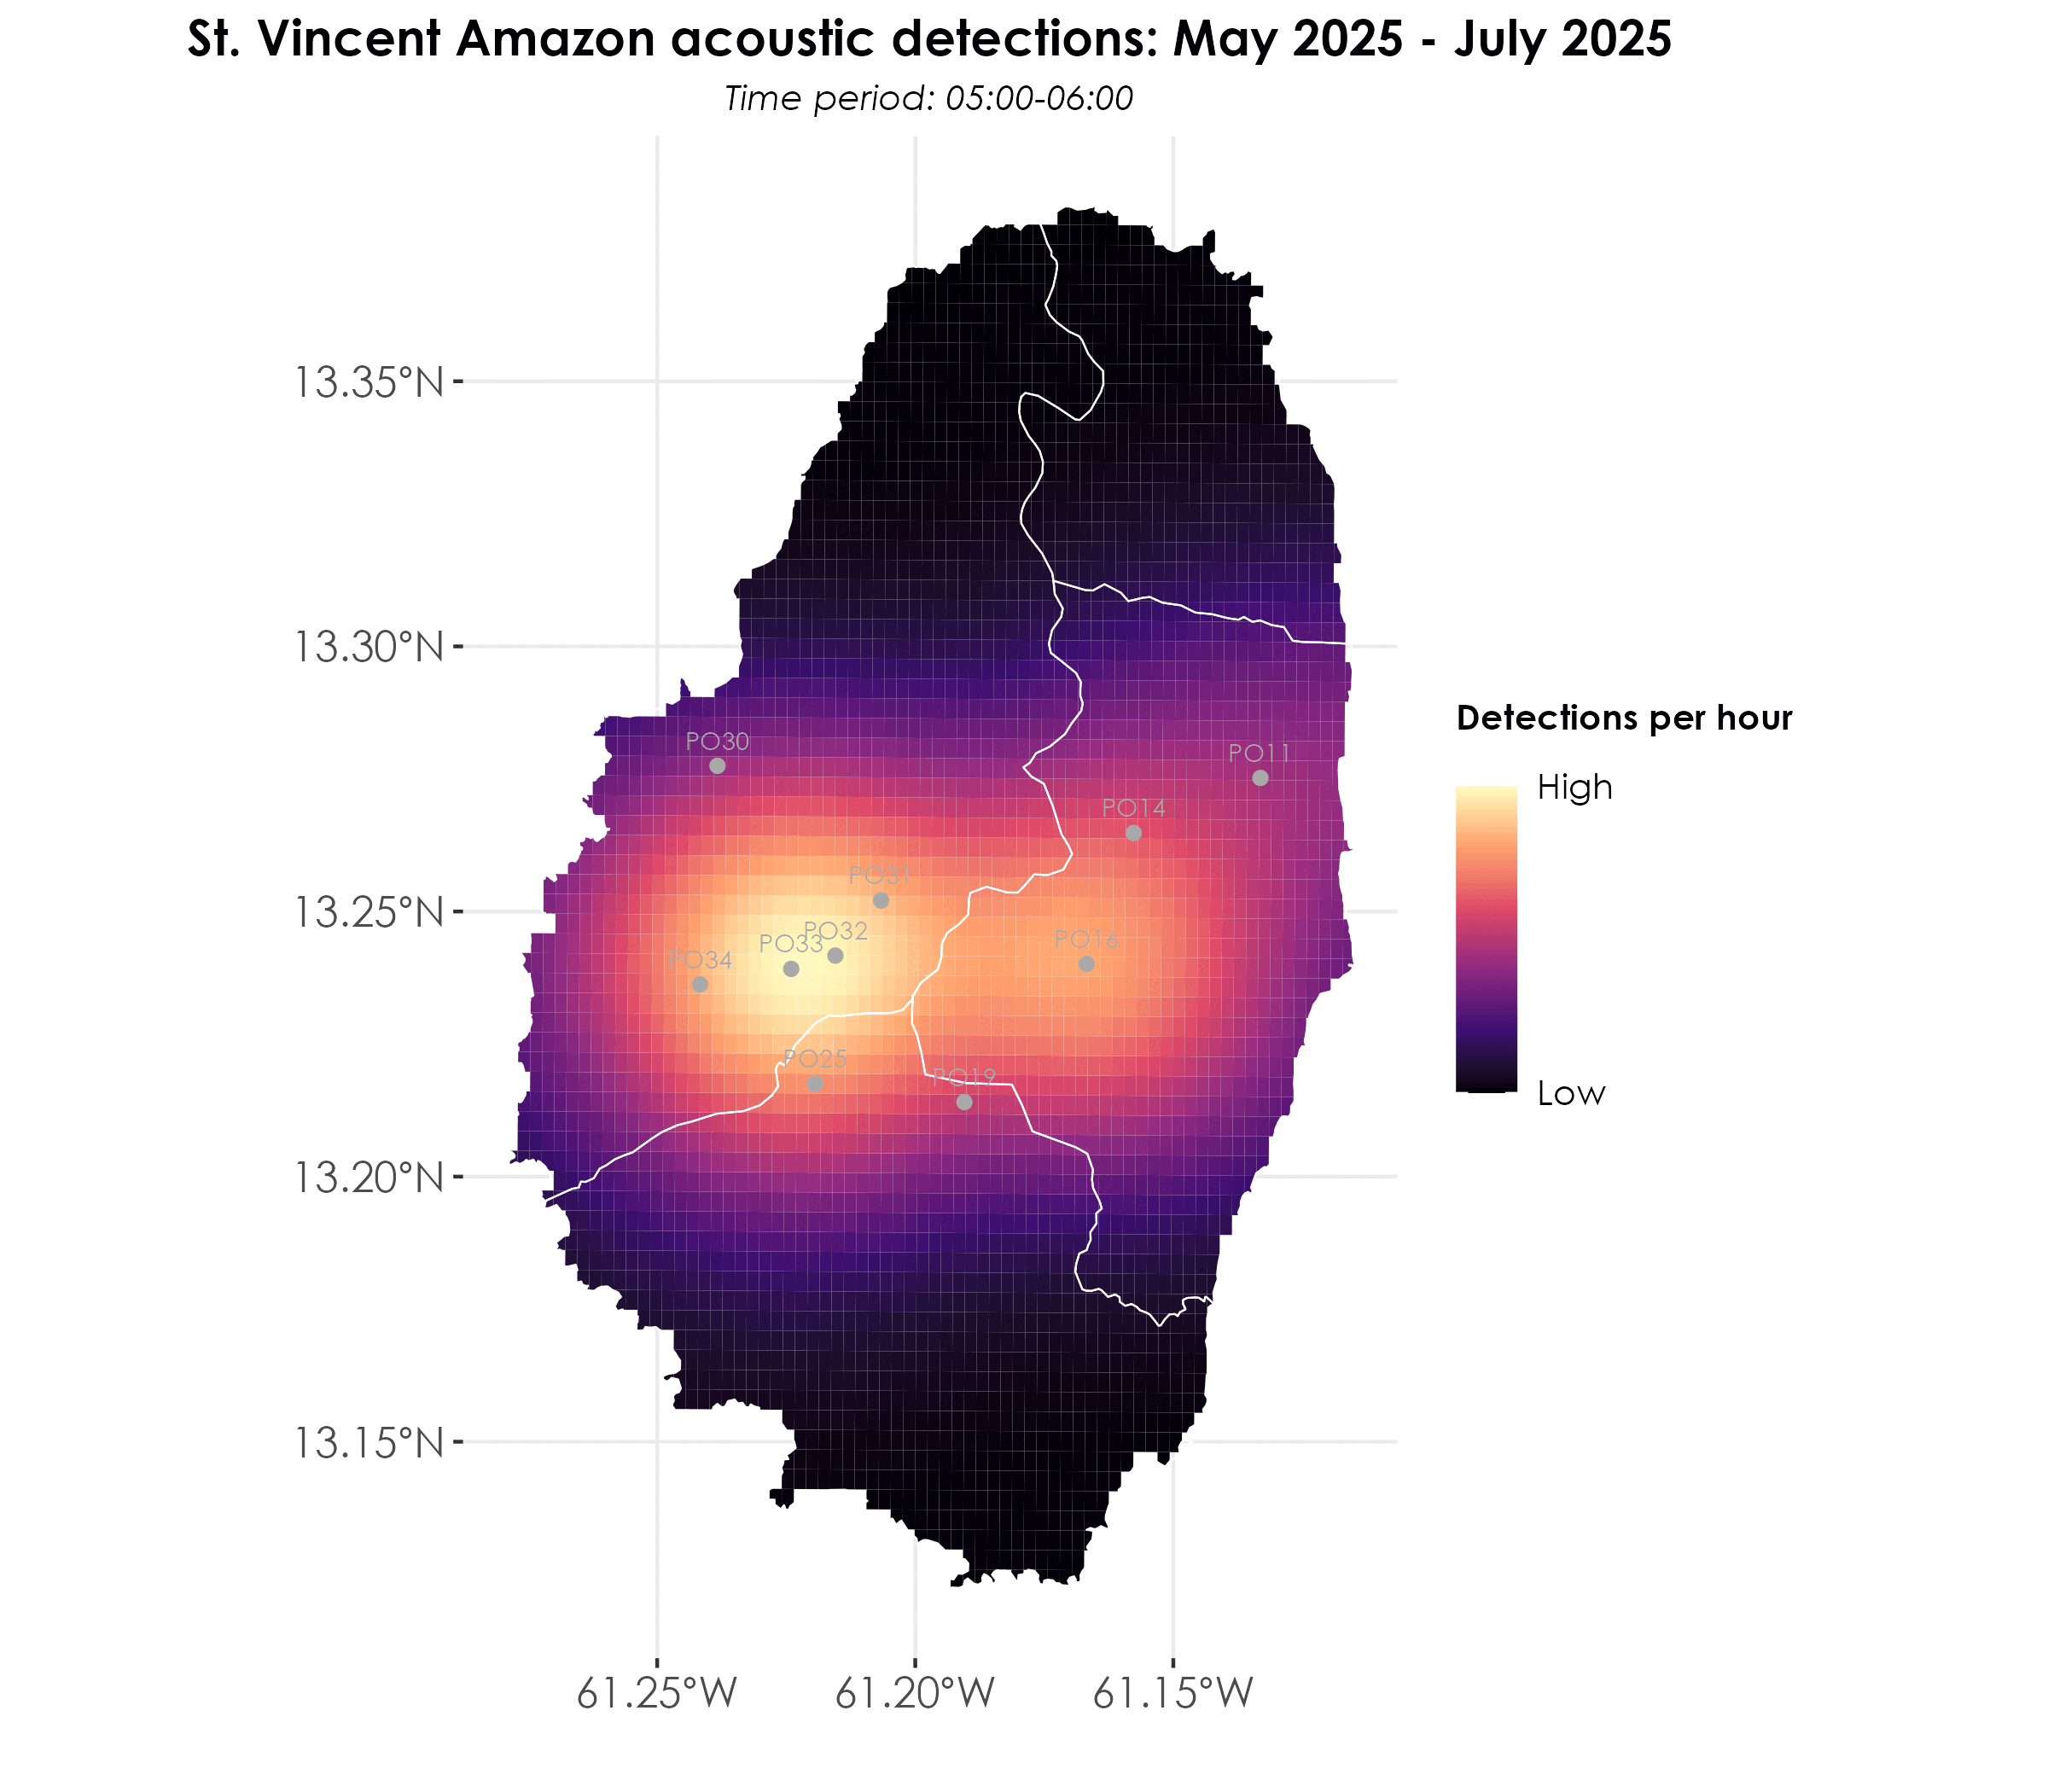 St. Vincent Amazon acoustic detections: May 2025 - July 2025
Time period: 05:00-06:00
13.35°N
13.30°N
13.25°N
13.20°N
13.15°N
PO30
PO11
PO14
PO31
PO32
PO33
PO16
PO34
PO25
PO19
Detections per hour
High
Low
61.25°W
61.20°W
61.15°W